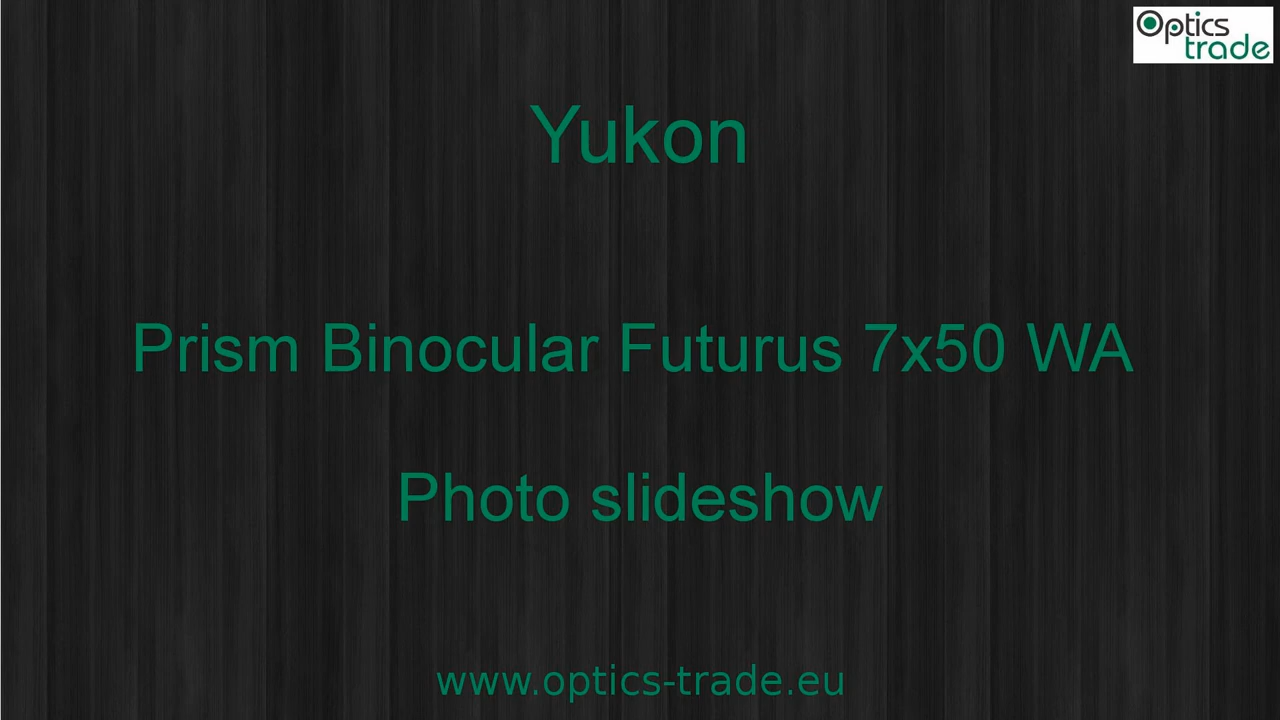 Optics
trade
Yukon
Prism Binocular Futurus 7x50 WA
Photo slideshow
www.optics-trade.eu